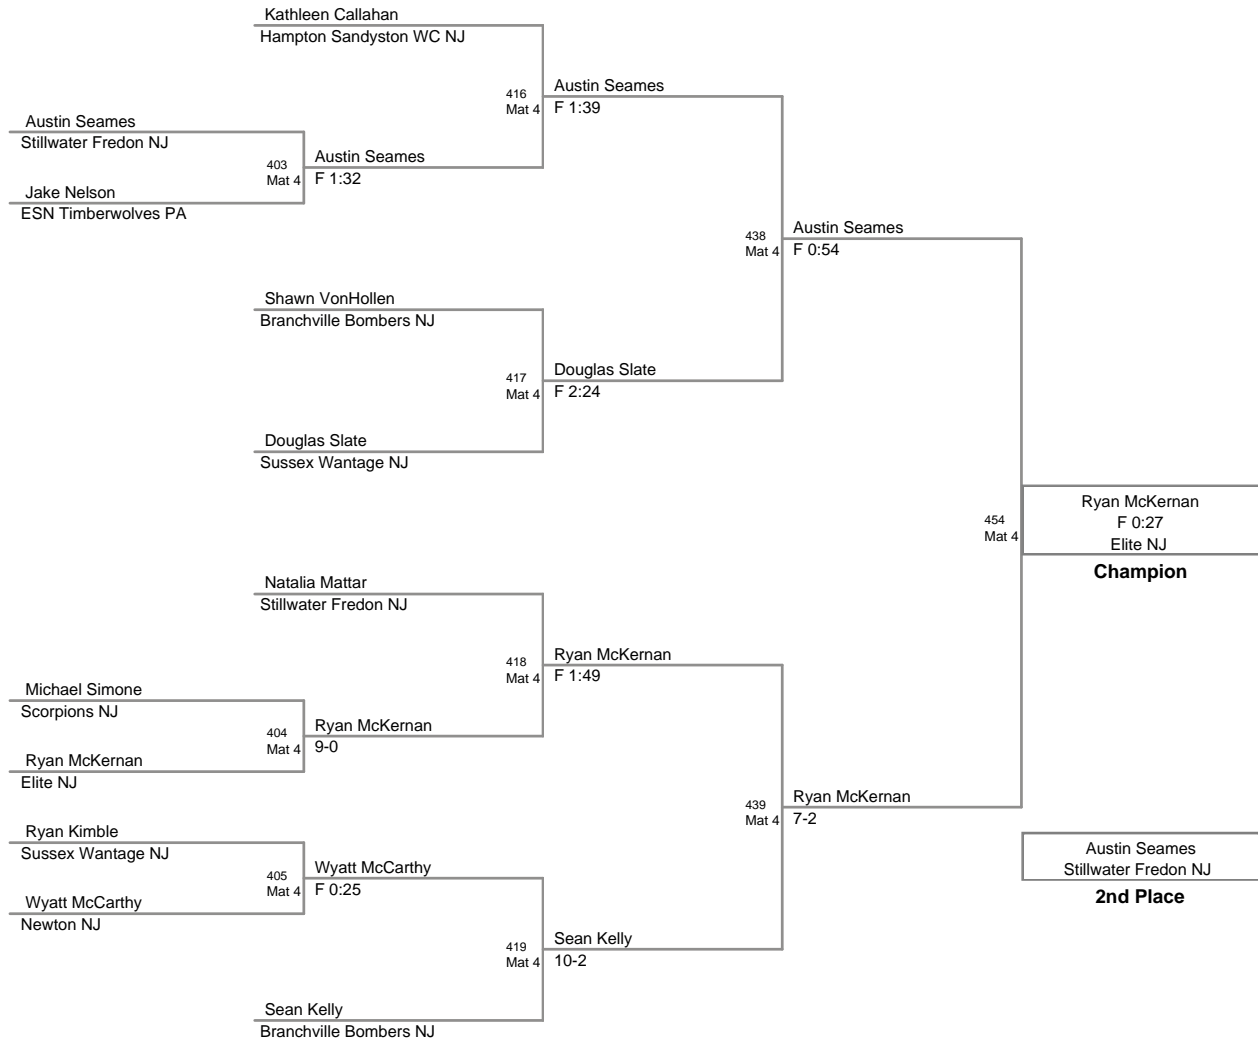 Kathleen Callahan
Hampton Sandyston WC NJ
416
Mat 4
Austin Seames
F 1:39
Austin Seames
Stillwater Fredon NJ
403
Mat 4
Austin Seames
F 1:32
Jake Nelson
ESN Timberwolves PA
438
Mat 4
Austin Seames
F 0:54
Shawn VonHollen
Branchville Bombers NJ
417
Mat 4
Douglas Slate
F 2:24
Douglas Slate
Sussex Wantage NJ
454
Mat 4
Ryan McKernan
F 0:27
Elite NJ
Champion
Natalia Mattar
Stillwater Fredon NJ
418
Mat 4
Ryan McKernan
F 1:49
Michael Simone
Scorpions NJ
404
Mat 4
Ryan McKernan
9-0
Ryan McKernan
Elite NJ
439
Mat 4
Ryan McKernan
7-2
Ryan Kimble
Sussex Wantage NJ
405
Mat 4
Wyatt McCarthy
F 0:25
Wyatt McCarthy
Newton NJ
Austin Seames
Stillwater Fredon NJ
2nd Place
419
Mat 4
Sean Kelly
10-2
Sean Kelly
Branchville Bombers NJ